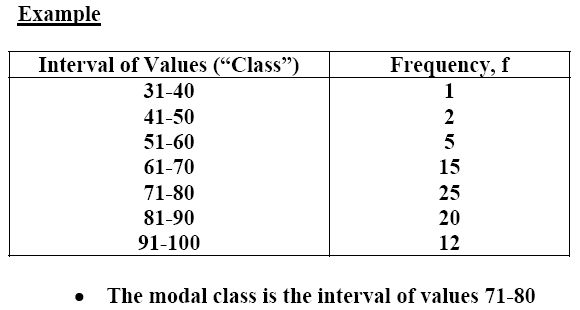 Example
Interval of Values (“Class”) Frequency, f
31-40 1
41-50 2
51-60 5
61-70 15
71-80 25
81-90 20
91-100 12
• The modal class is the interval of values 71-80